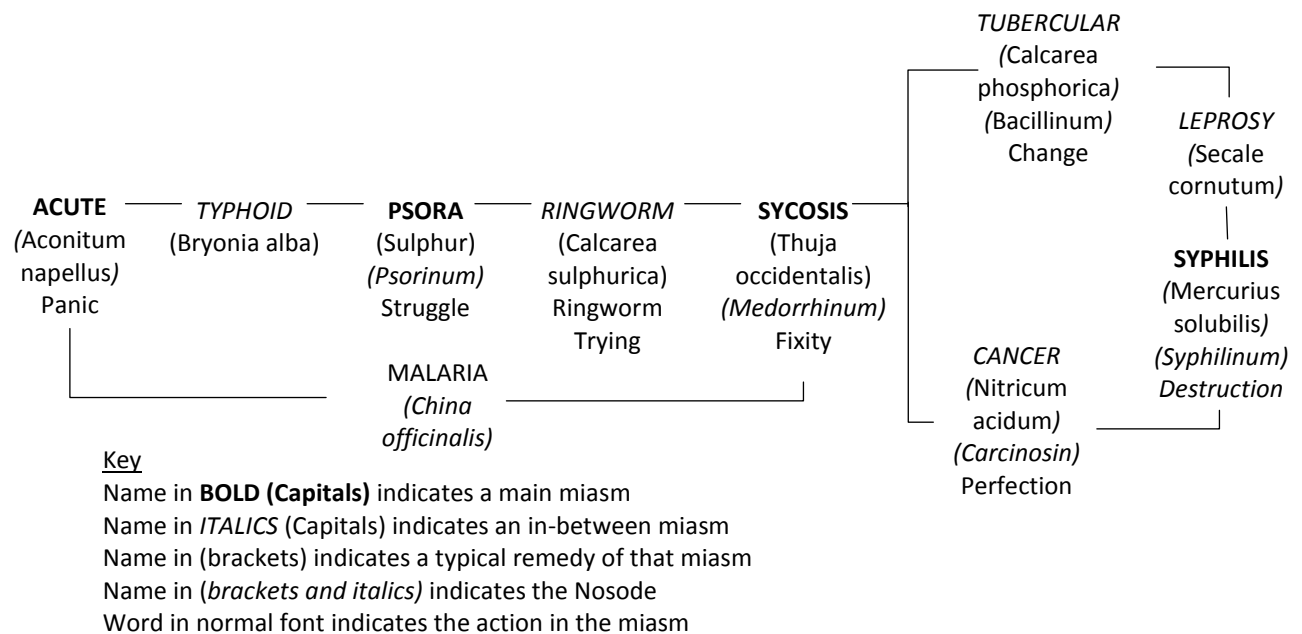 TUBERCULAR
(Calcarea
phosphorica)
(Bacillinum)
Change
LEPROSY
(Secale
cornutum)
ACUTE
(Aconitum
napellus)
Panic
TYPHOID
(Bryonia alba)
PSORA
(Sulphur)
(Psorinum)
Struggle
RINGWORM
(Calcarea
sulphurica)
Ringworm
Trying
SYCOSIS
(Thuja
occidentalis)
(Medorrhinum)
Fixity
SYPHILIS
(Mercurius
solubilis)
(Syphilinum)
Destruction
MALARIA
(China
officinalis)
CANCER
(Nitricum
acidum)
(Carcinosin)
Perfection
Key
Name in BOLD (Capitals) indicates a main miasm
Name in ITALICS (Capitals) indicates an in-between miasm
Name in (brackets) indicates a typical remedy of that miasm
Name in (brackets and italics) indicates the Nosode
Word in normal font indicates the action in the miasm